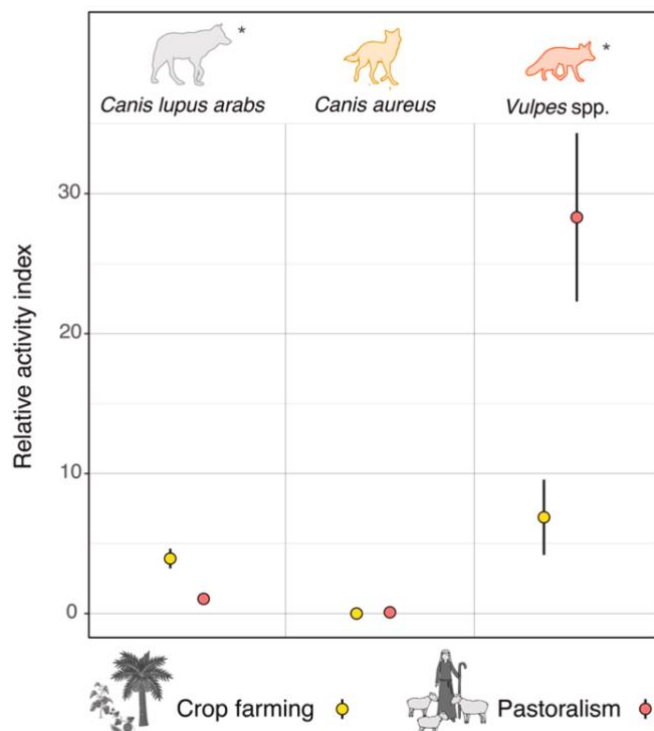 * *
Canis lupus arabs Canis aureus Vulpes spp.
30
20
10
0
Relative activity index
Crop farming Pastoralism